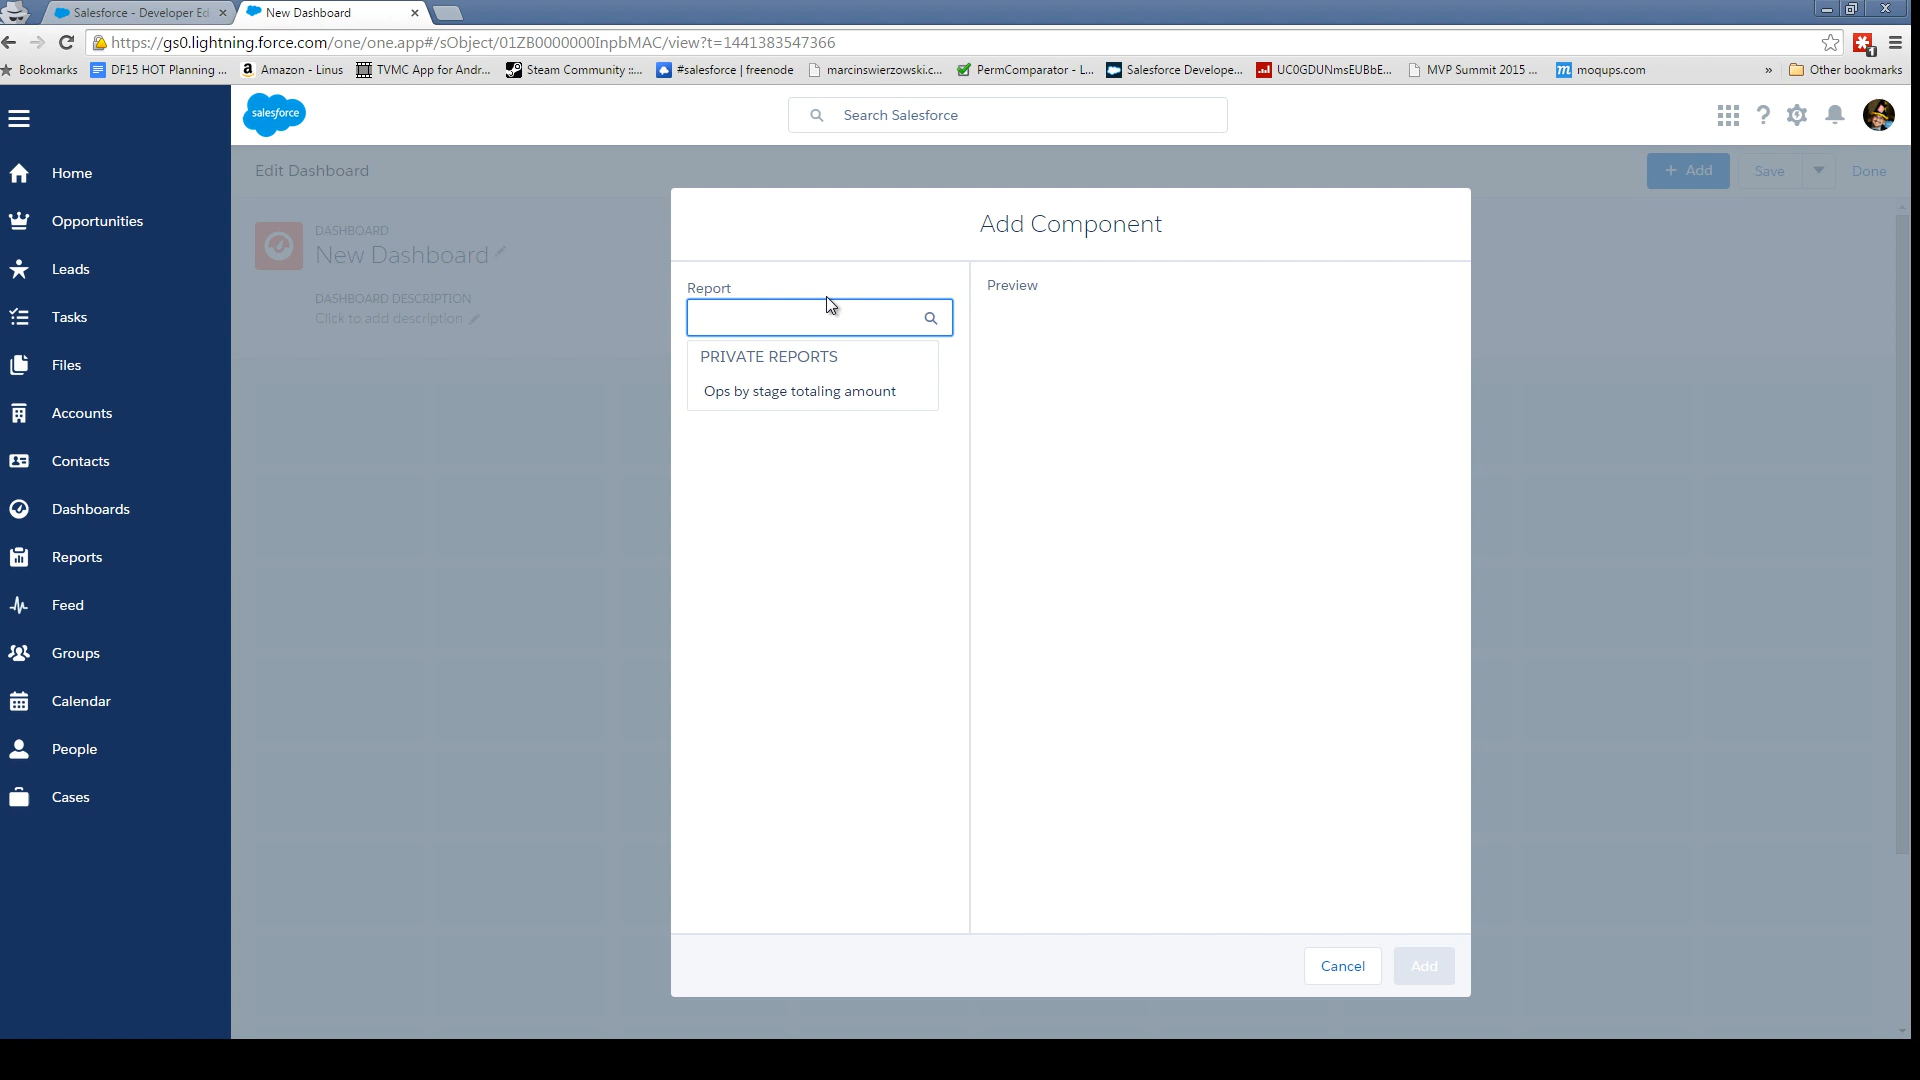 Salesforce - Developer Ed
New Dashboard
https://gs0.lightning.force.com/one/one.app#/sObject/01ZB0000000InpbMAC/view?t=1441383547366
1
Bookmarks
DF15 HOT Planning ...
Amazon - Linus
TVMC App for Andr...
Steam Community ::...
#salesforce | freenode
marcinswierzowski.c...
PermComparator - L...
Salesforce Develope...
UC0GDUNmsEUBbE...
MVP Summit 2015 ...
moqups.com
»
Other bookmarks
salesforce
Search Salesforce
Home
Opportunities
Leads
Tasks
Files
Accounts
Contacts
Dashboards
Reports
Feed
Groups
Calendar
People
Cases
Edit Dashboard
+ Add
Save
Done
DASHBOARD
New Dashboard
DASHBOARD DESCRIPTION
Click to add description
Add Component
Report
PRIVATE REPORTS
Ops by stage totaling amount
Preview
Cancel
Add